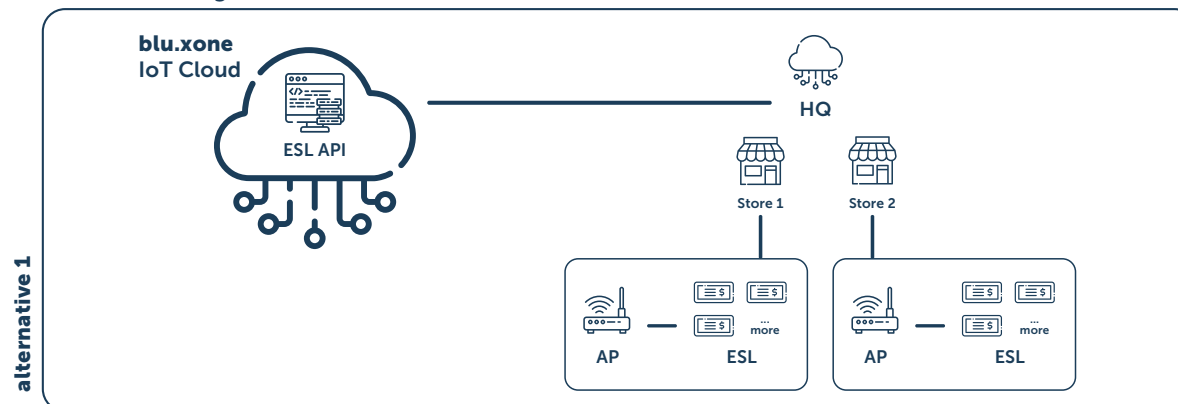 blu.xone
IoT Cloud
ESL API
HQ
Store 1
Store 2
alternative 1
AP
ESL
...
more
AP
ESL
...
more